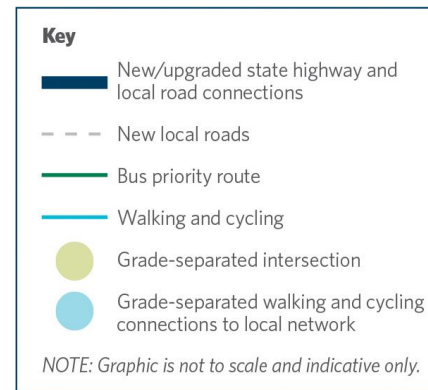 Key
New/upgraded state highway and
local road connections
New local roads
Bus priority route
Walking and cycling
Grade-separated intersection
Grade-separated walking and cycling
connections to local network
NOTE: Graphic is not to scale and indicative only.